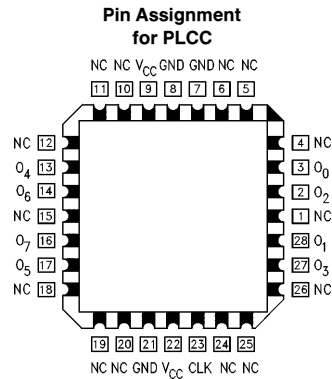 Pin Assignment
for PLCC
NC NC VCC GND GND NC NC
11 10 9 8 7 6 5
NC 12
O4 13
O6 14
NC 15
O7 16
O5 17
NC 18
4 NC
3 O0
2 O2
1 NC
28 O1
27 O3
26 NC
19 20 21 22 23 24 25
NC NC GND VCC CLK NC NC